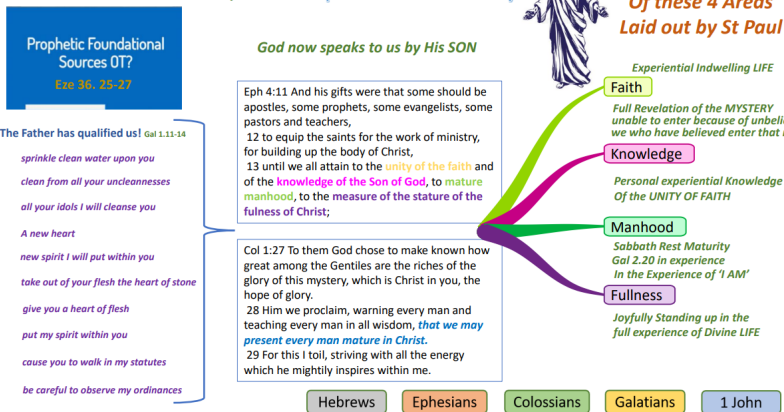 Of these 4 Areas
Laid out by St Paul
Prophetic Foundational
Sources OT?
Eze 36. 25-27
God now speaks to us by His SON
The Father has qualified us! Gal 1.11-14
sprinkle clean water upon you
clean from all your uncleannesses
all your idols I will cleanse you
A new heart
new spirit I will put within you
take out of your flesh the heart of stone
give you a heart of flesh
put my spirit within you
cause you to walk in my statutes
be careful to observe my ordinances
Eph 4:11 And his gifts were that some should be
apostles, some prophets, some evangelists, some
pastors and teachers,
12 to equip the saints for the work of ministry,
for building up the body of Christ,
13 until we all attain to the unity of the faith and
of the knowledge of the Son of God, to mature
manhood, to the measure of the stature of the
fulness of Christ;
Col 1:27 To them God chose to make known how
great among the Gentiles are the riches of the
glory of this mystery, which is Christ in you, the
hope of glory.
28 Him we proclaim, warning every man and
teaching every man in all wisdom, that we may
present every man mature in Christ.
29 For this I toil, striving with all the energy
which he mightily inspires within me.
Experiential Indwelling LIFE
Faith
Full Revelation of the MYSTERY
unable to enter because of
we who have believed enter that
Knowledge
Personal experiential Knowledge
Of the UNITY OF FAITH
Manhood
Sabbath Rest Maturity
Gal 2.20 in experience
In the Experience of 'I AM'
Fullness
Joyfully Standing up in the
full experience of Divine LIFE
Hebrews
Ephesians
Colossians
Galatians
1 John